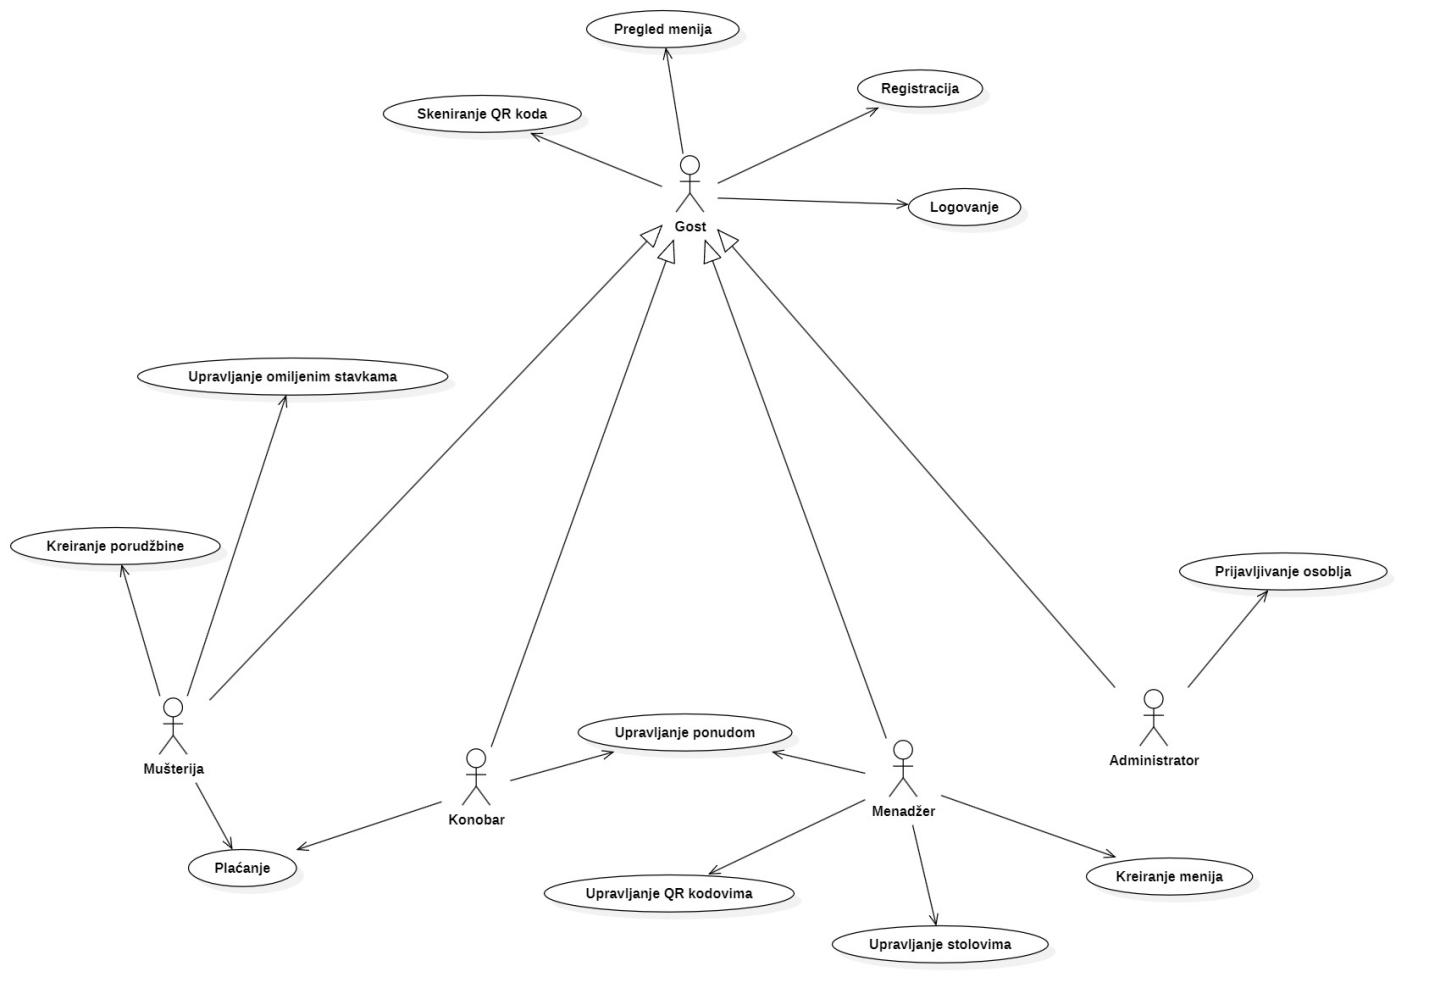 Pregled menija
Registracija
Skeniranje QR koda
Logovanje
Gost
Upravljanje omiljenim stavkama
Kreiranje porudžbine
Prijavljivanje osoblja
Upravljanje ponudom
Administrator
Mušterija
Menadžer
Konobar
Plaćanje
Kreiranje menija
Upravljanje QR kodovima
Upravljanje stolovima